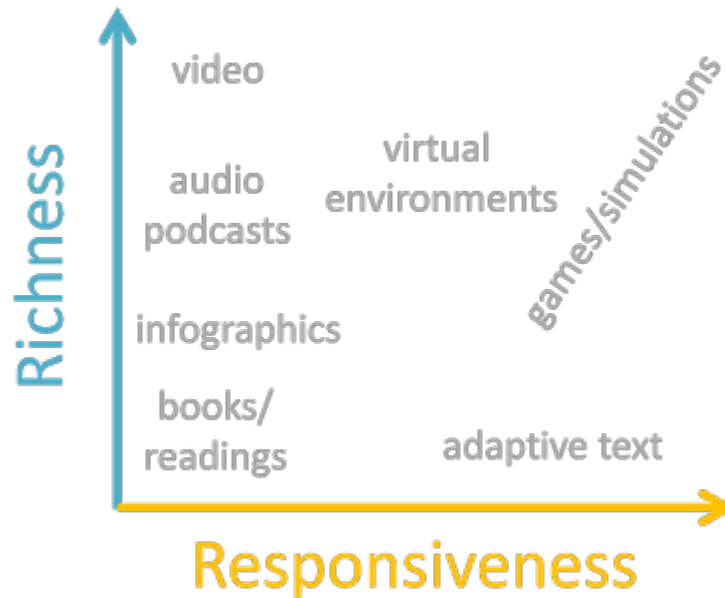 Richness
video
audio
podcasts
virtual
environments
games/simulations
infographics
books/
readings
adaptive text
Responsiveness